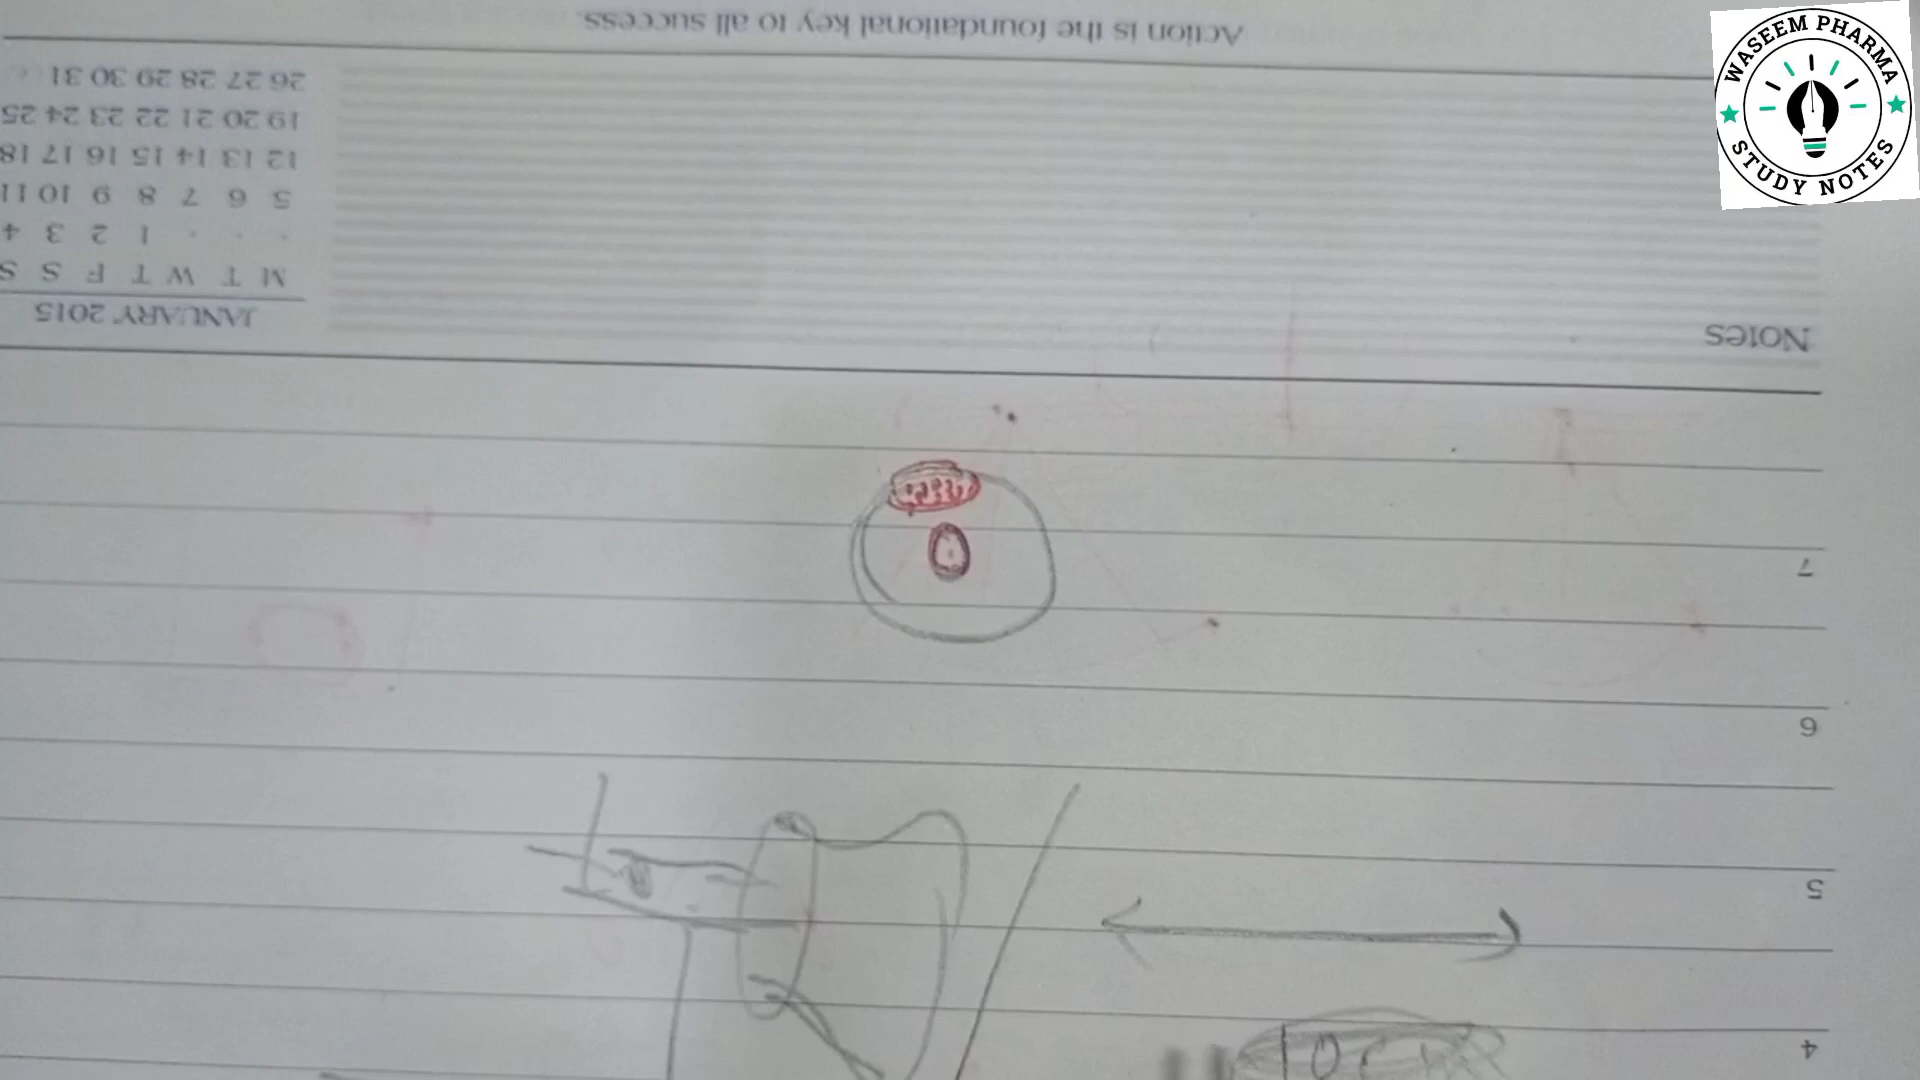 WASEEM PHARMA
STUDY NOTES
Action is the foundational key to all success
26 27 28 29 30 31
19 20 21 22 23 24 25
12 13 14 15 16 17 18
5 6 7 8 9 10 11
· · · 1 2 3 4
M T W T F S S
JANUARY 2015
Notes
7
6
5
4